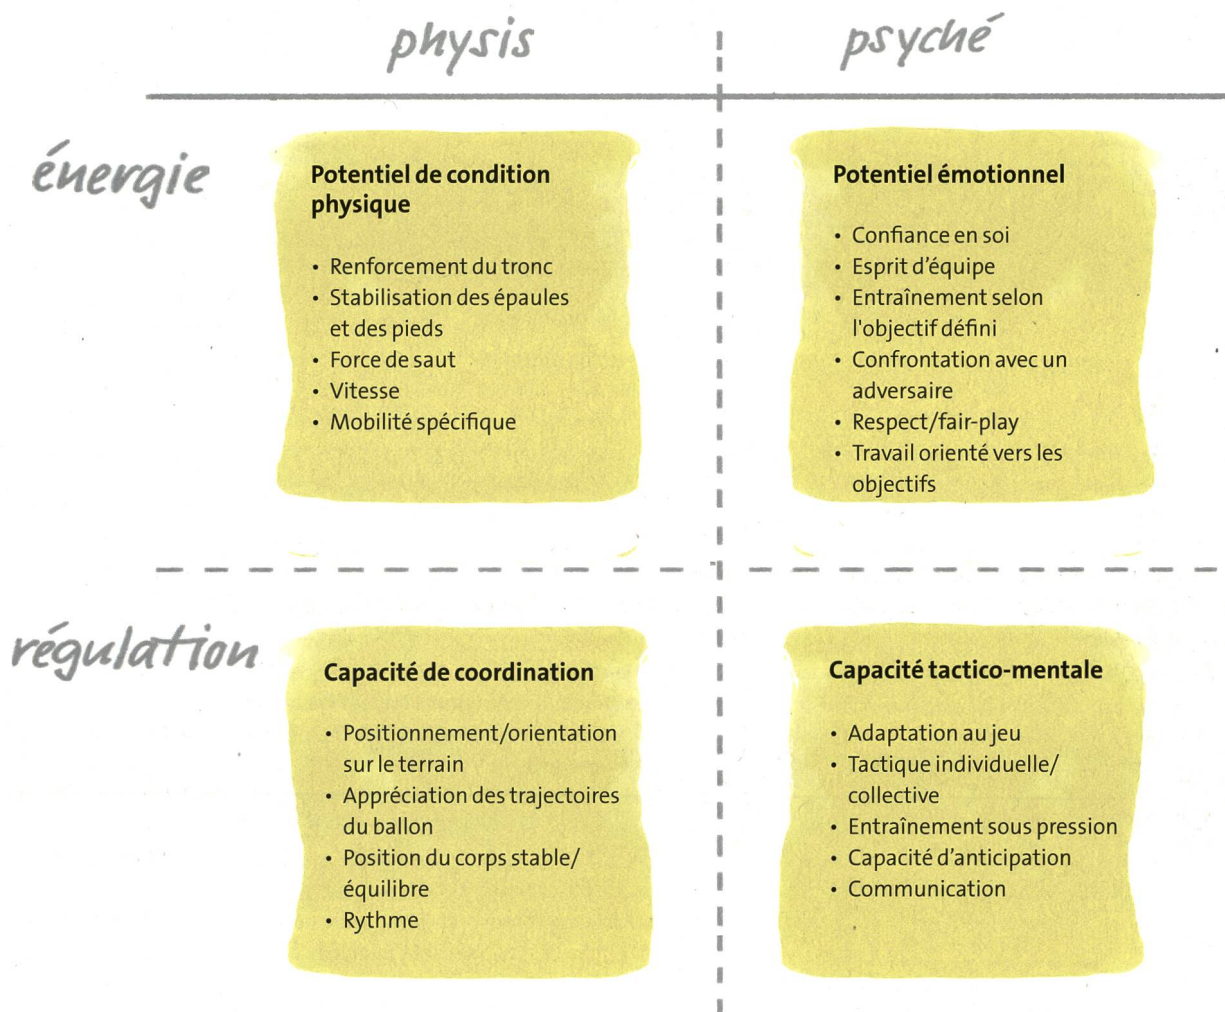 physis
psyché
énergie
Potentiel de condition
physique
• Renforcement du tronc
• Stabilisation des épaules
et des pieds
• Force de saut
• Vitesse
• Mobilité spécifique
Potentiel émotionnel
• Confiance en soi
• Esprit d’équipe
• Entraînement selon
l'objectif défini
• Confrontation avec un
adversaire
• Respect/fair-play
• Travail orienté vers les
objectifs
régulation
Capacité de coordination
• Positionnement/orientation
sur le terrain
• Appréciation des trajectoires
du ballon
• Position du corps stable/
équilibre
• Rythme
Capacité tactico-mentale
• Adaptation au jeu
• Tactique individuelle/
collective
• Entraînement sous pression
• Capacité d’anticipation
• Communication